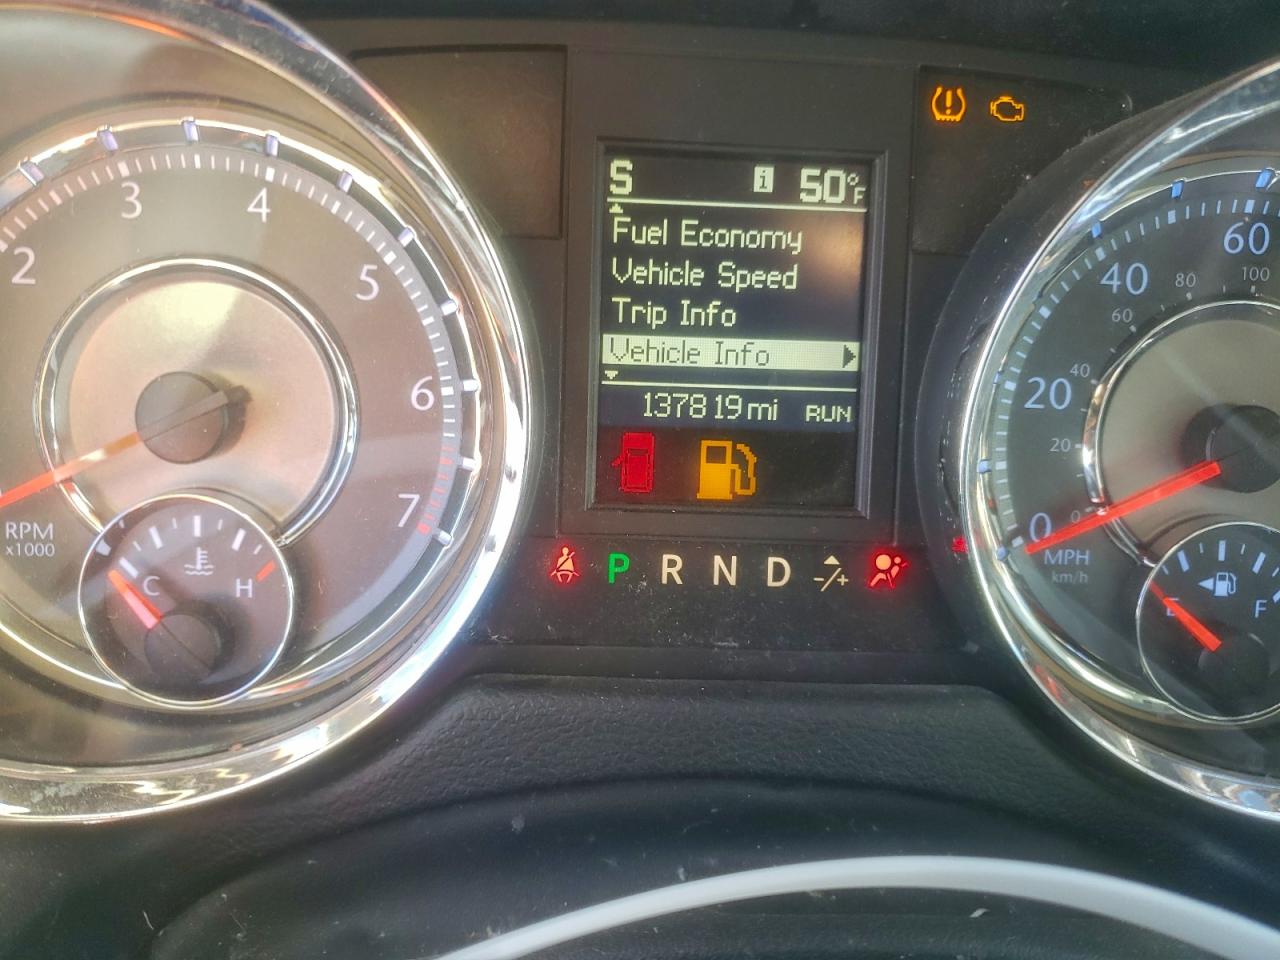 2
3
4
5
6
7
RPM
x1000
C H
S i 50°F
Fuel Economy
Vehicle Speed
Trip Info
Vehicle Info
137819 mi RUN
P R N D -/+
0
20
40
60
0
20
40
60
80
100
MPH
km/h
E F